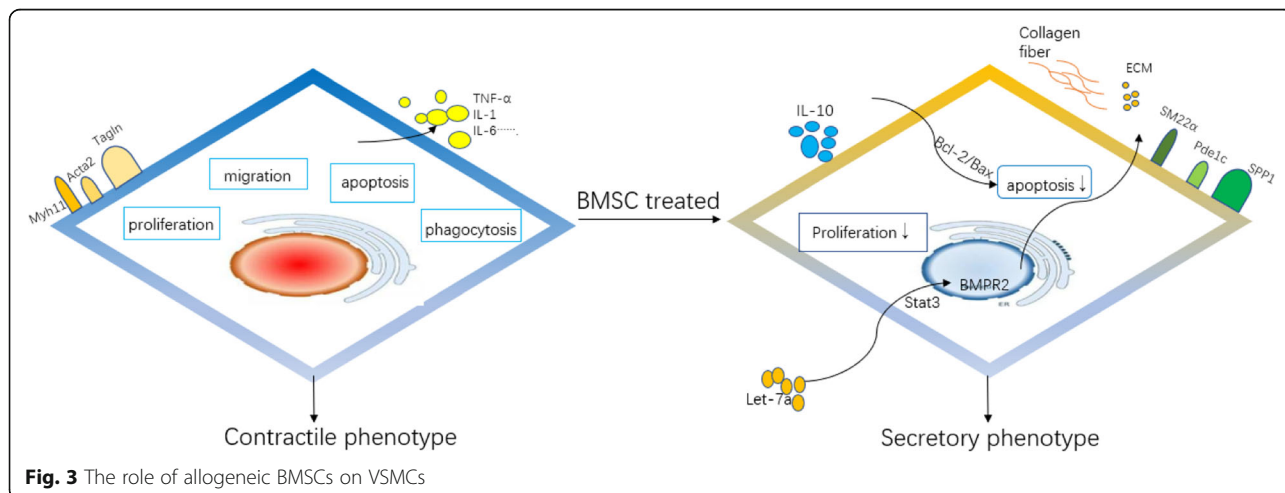 TNF-α
IL-1
IL-6······.
Tagln
Acta2
Myh11
migration
apoptosis
proliferation
phagocytosis
Contractile phenotype
BMSC treated
Collagen
fiber
ECM
SM22α
Pde1c
SPP1
IL-10
Bcl-2/Bax
apoptosis ↓
Proliferation ↓
BMPR2
Stat3
ER
Let-7a
Secretory phenotype
Fig. 3 The role of allogeneic BMSCs on VSMCs